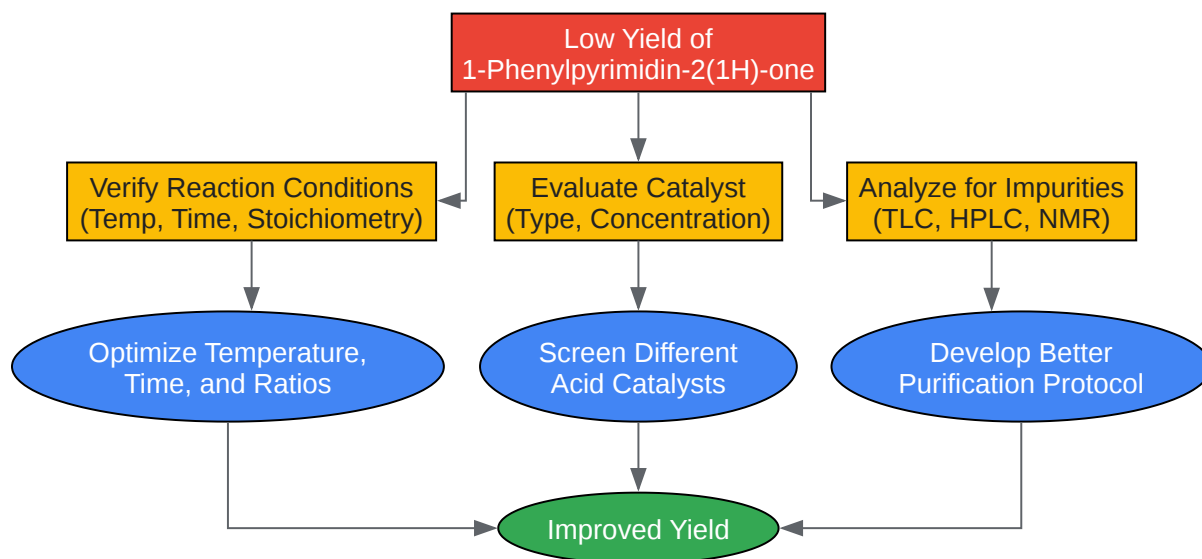 Low Yield of
1-Phenylpyrimidin-2(1H)-one
Verify Reaction Conditions
(Temp, Time, Stoichiometry)
Evaluate Catalyst
(Type, Concentration)
Analyze for Impurities
(TLC, HPLC, NMR)
Optimize Temperature,
Time, and Ratios
Screen Different
Acid Catalysts
Develop Better
Purification Protocol
Improved Yield